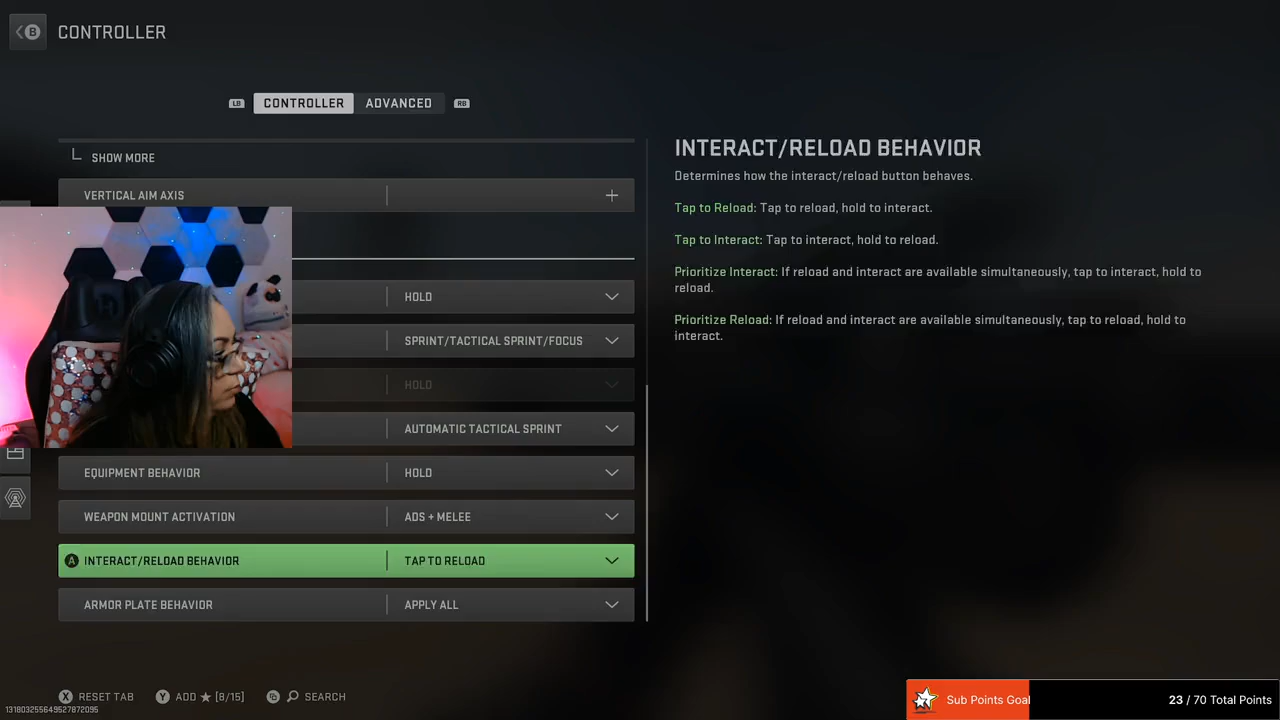 B CONTROLLER
LB CONTROLLER ADVANCED RB
SHOW MORE
VERTICAL AIM AXIS
HOLD
SPRINT/TACTICAL SPRINT/FOCUS
HOLD
AUTOMATIC TACTICAL SPRINT
EQUIPMENT BEHAVIOR HOLD
WEAPON MOUNT ACTIVATION ADS + MELEE
A INTERACT/RELOAD BEHAVIOR TAP TO RELOAD
ARMOR PLATE BEHAVIOR APPLY ALL
INTERACT/RELOAD BEHAVIOR
Determines how the interact/reload button behaves.
Tap to Reload: Tap to reload, hold to interact.
Tap to Interact: Tap to interact, hold to reload.
Prioritize Interact: If reload and interact are available simultaneously, tap to interact, hold to
reload.
Prioritize Reload: If reload and interact are available simultaneously, tap to reload, hold to
interact.
X RESET TAB Y ADD ★ [8/15] SEARCH
13180325564952787209​5
Sub Points Goal 23 / 70 Total Points